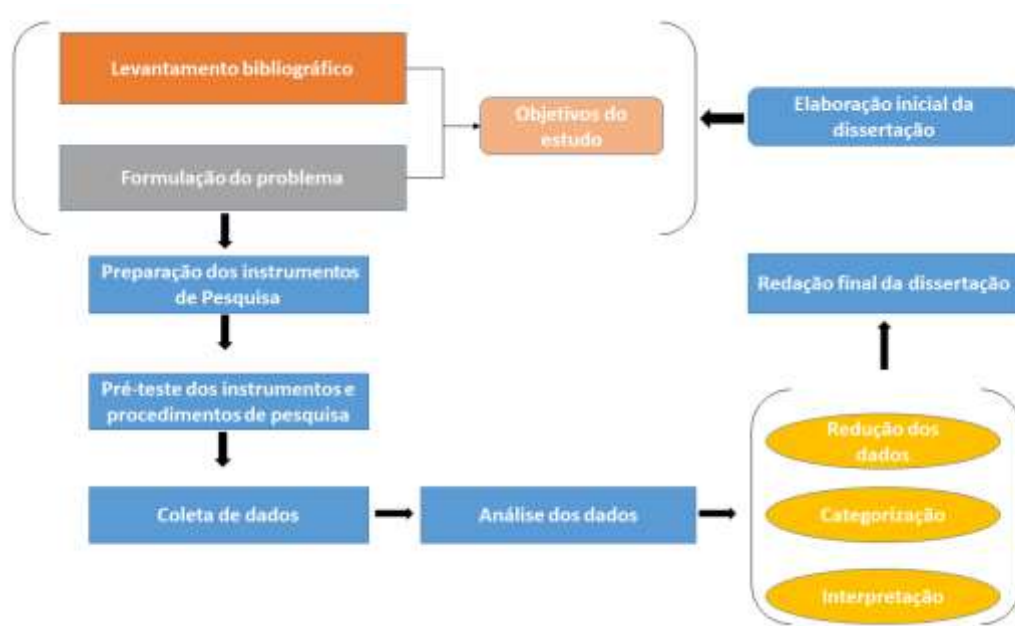 Levantamento bibliográfico
Objetivos do
estudo
Elaboração inicial da
dissertação
Formulação do problema
Preparação dos instrumentos
de Pesquisa
Redação final da dissertação
Pré-teste dos instrumentos e
procedimentos de pesquisa
Redução dos
dados
Coleta de dados
Análise dos dados
Categorização
Interpretação